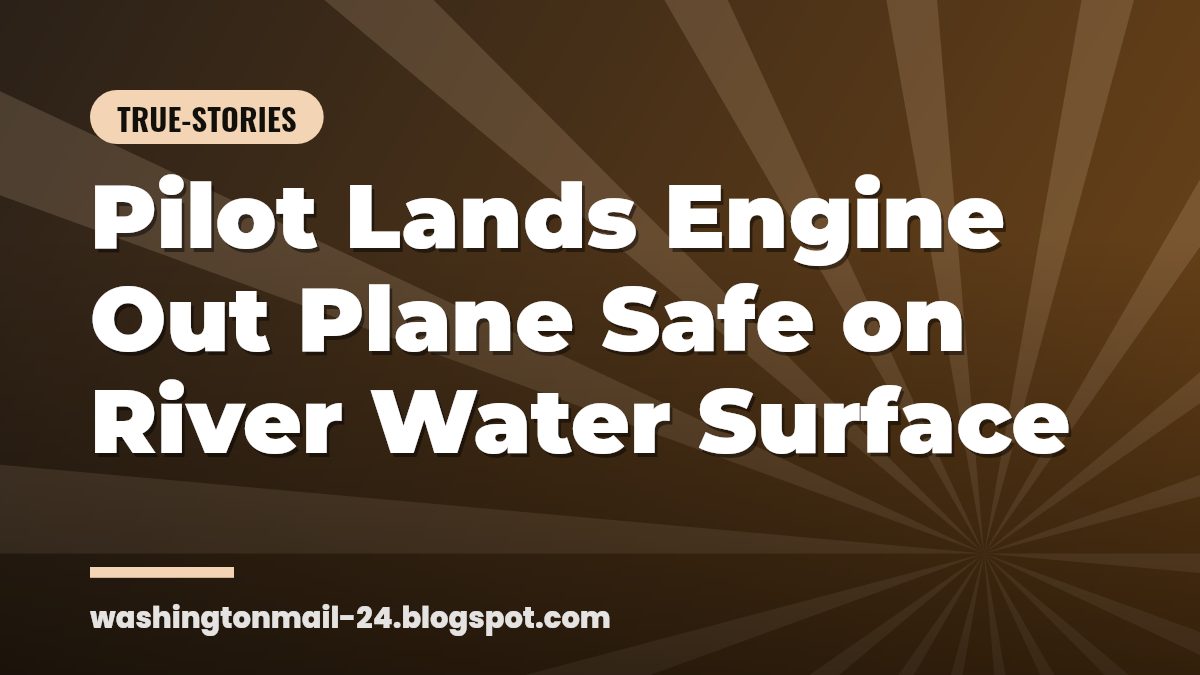 TRUE-STORIES
Pilot Lands Engine
Out Plane Safe on
River Water Surface
washingtonmail-24.blogspot.com